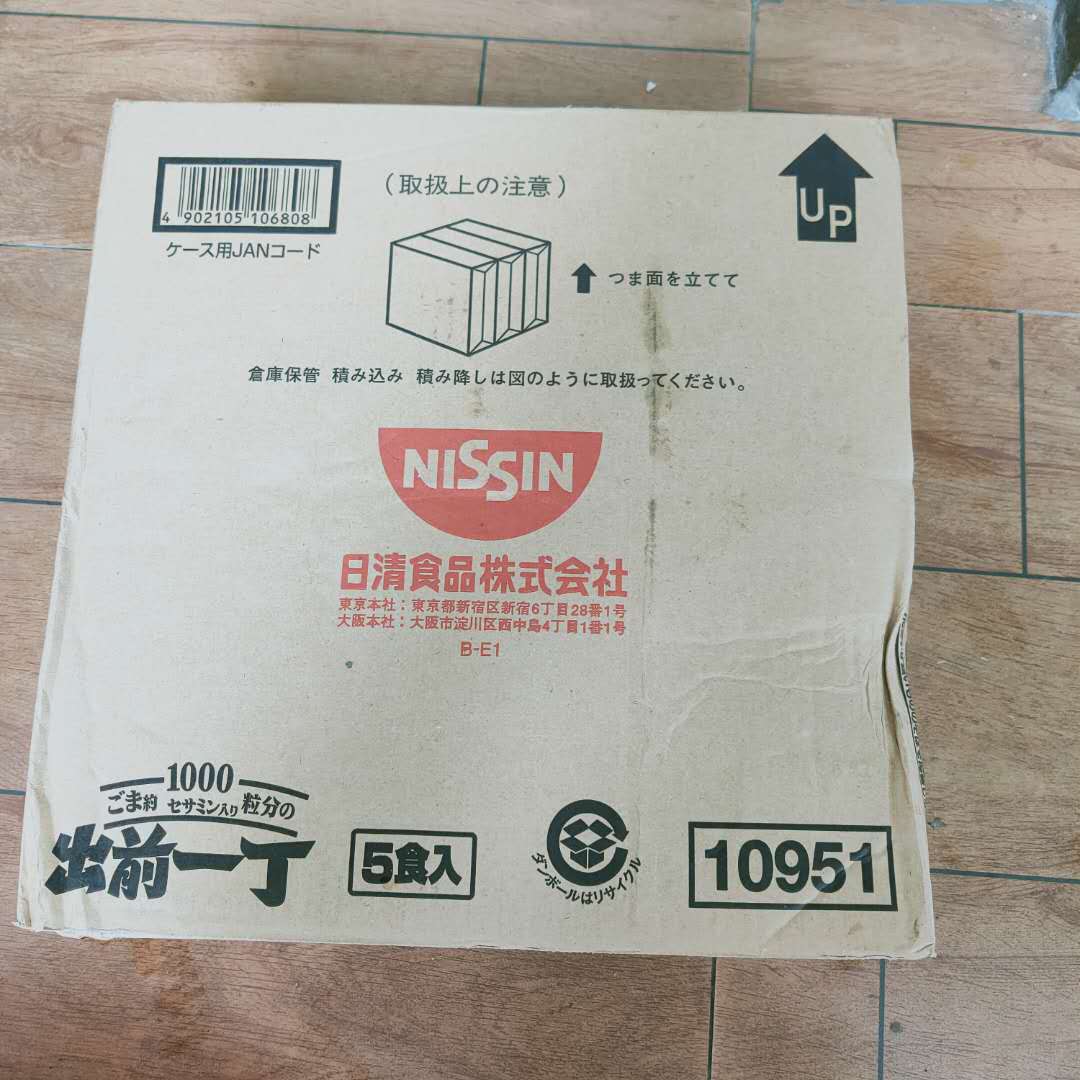 4 902105 106808
ケース用JANコード
(取扱上の注意)
UP
つま面を立てて
倉庫保管 積み込み 積み降しは図のように取扱ってください。
NISSIN
日清食品株式会社
東京本社：東京都新宿区新宿6丁目28番1号
大阪本社：大阪市淀川区西中島4丁目1番1号
B-E1
ごま約1000粒分の
セサミン入り
出前一丁
5食入
ダンボールはリサイクル
10951